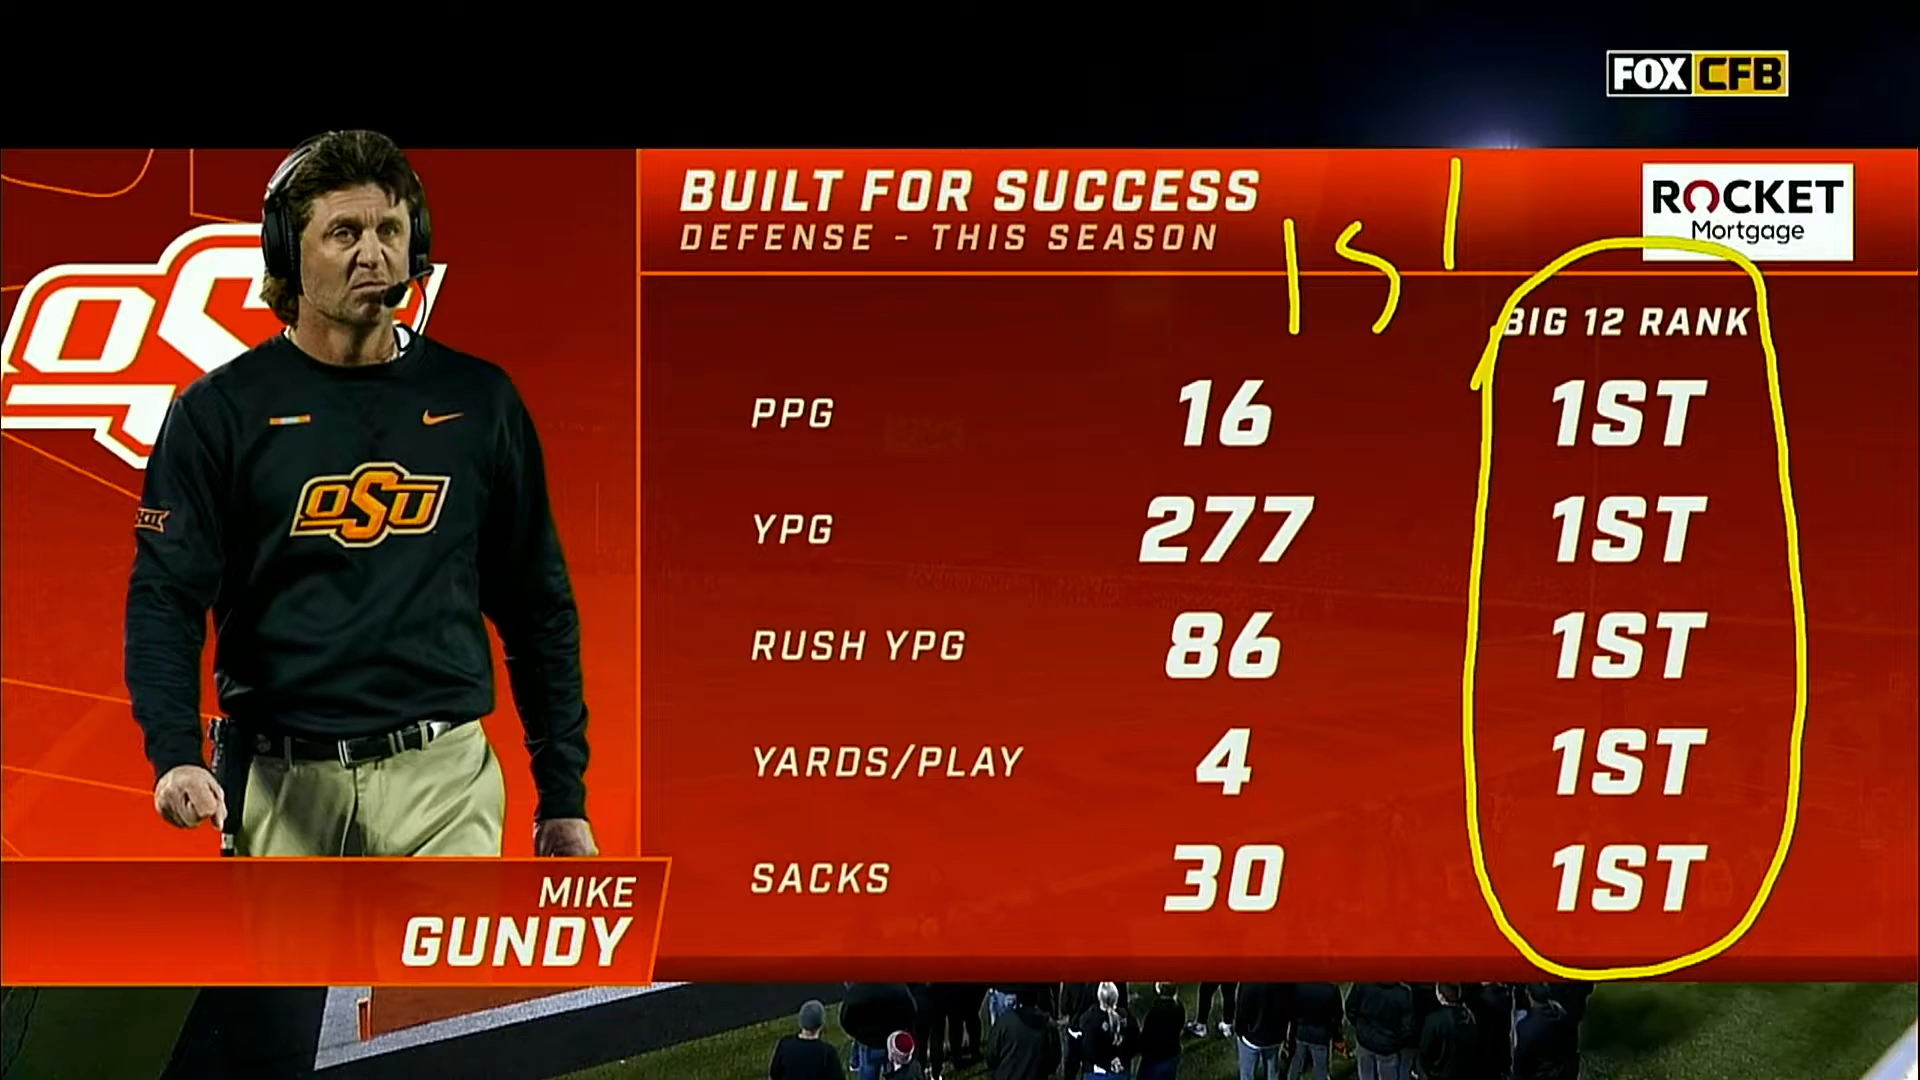 FOX CFB
BUILT FOR SUCCESS
DEFENSE - THIS SEASON
ROCKET
Mortgage
1st
BIG 12 RANK
PPG 16 1ST
YPG 277 1ST
RUSH YPG 86 1ST
YARDS/PLAY 4 1ST
SACKS 30 1ST
OSU
OSU
XII
MIKE
GUNDY